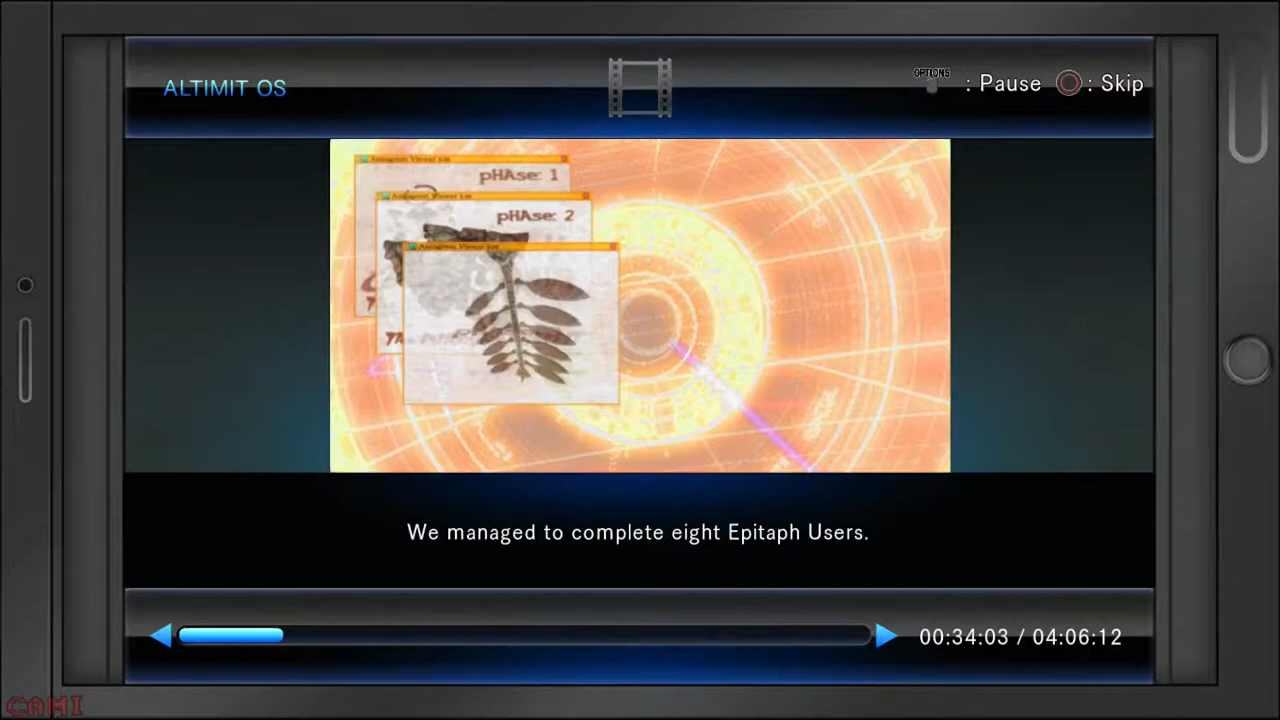 ALTIMIT OS
OPTIONS
: Pause
: Skip
pHAse: 1
pHAse: 2
We managed to complete eight Epitaph Users.
00:34:03 / 04:06:12
CAMI